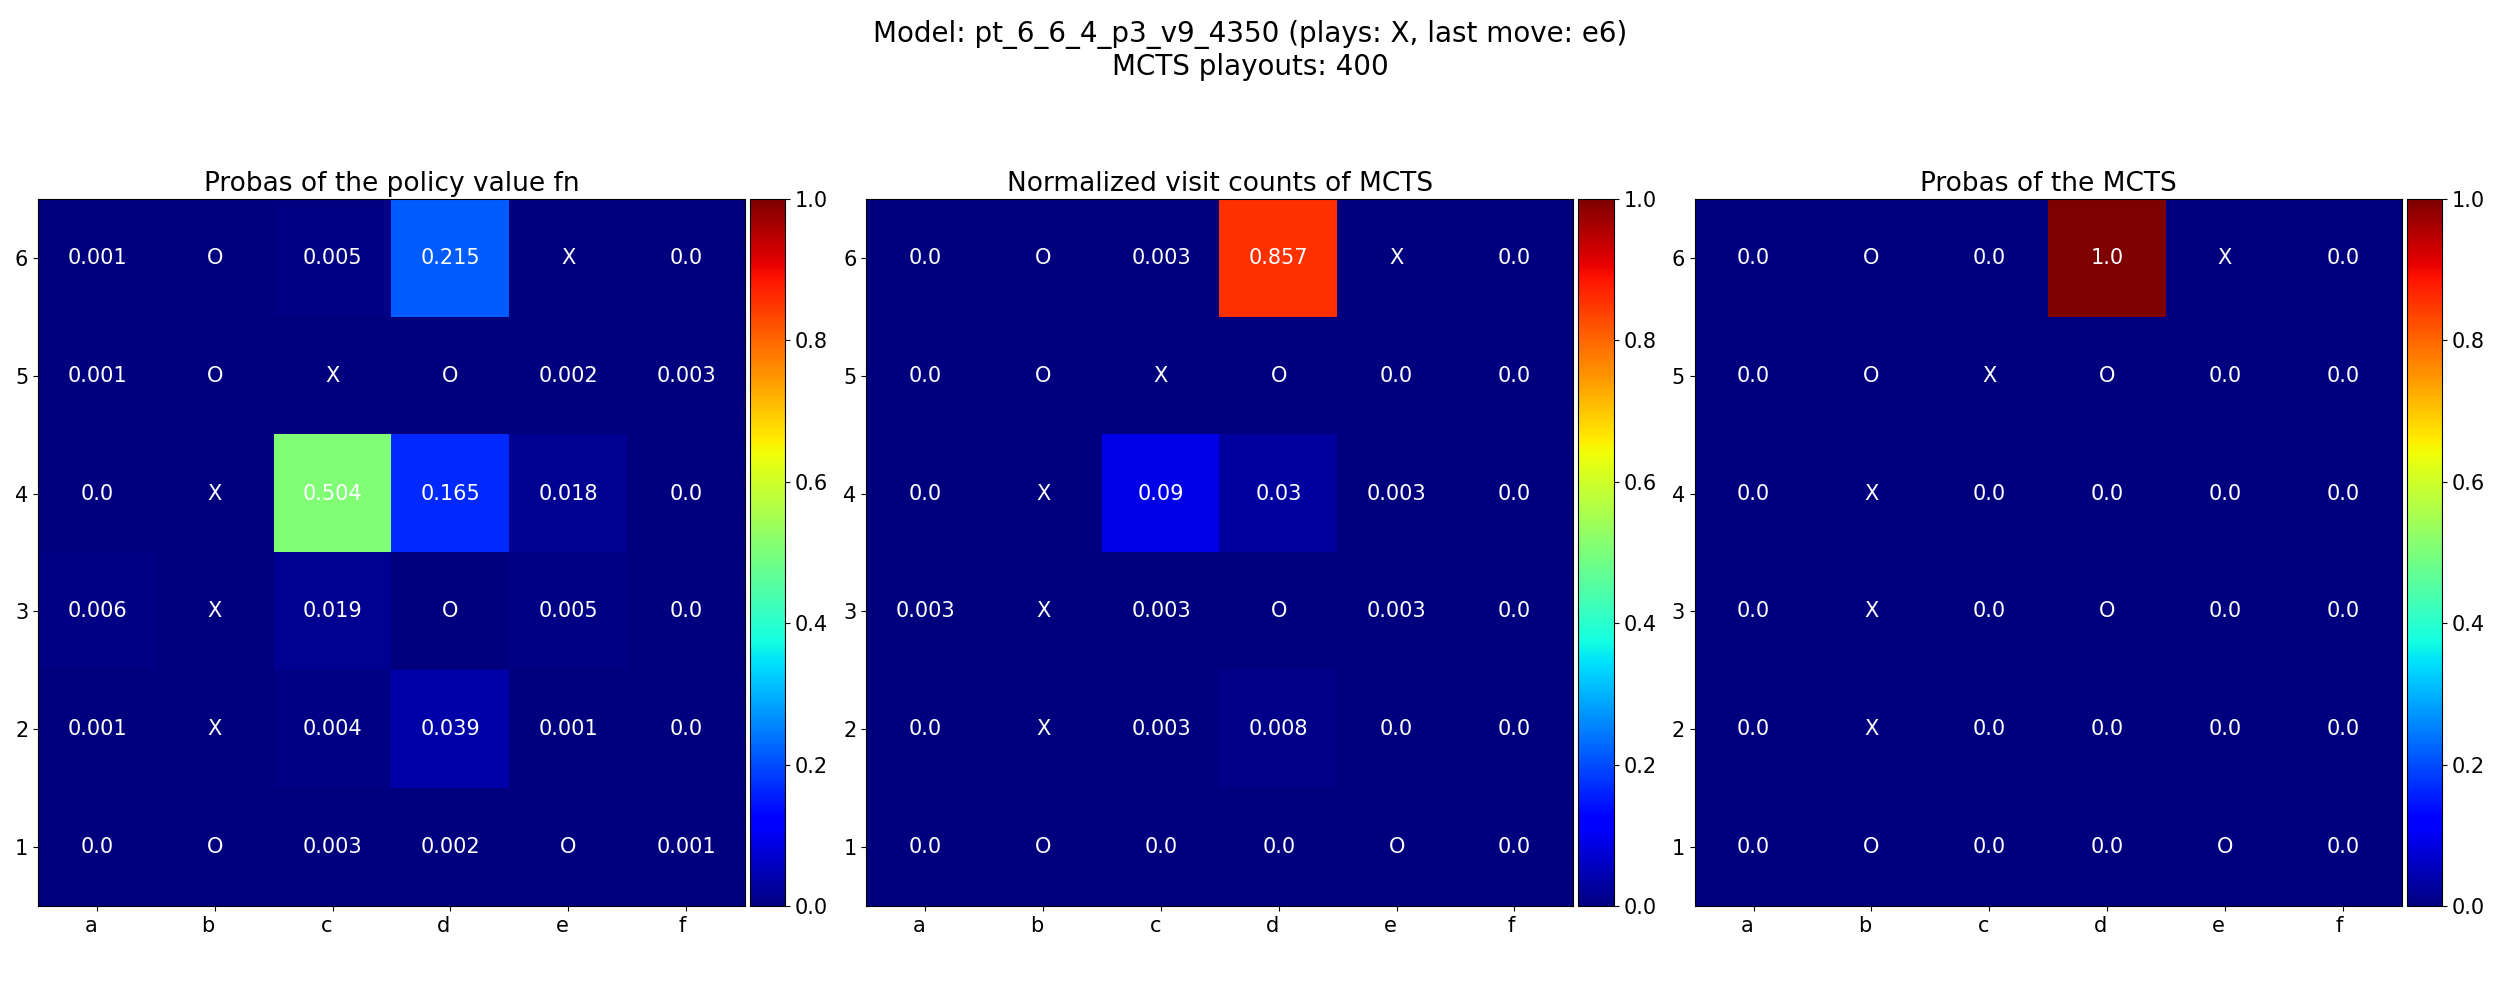 Model: pt_6_6_4_p3_v9_4350 (plays: X, last move: e6)
MCTS playouts: 400
Probas of the policy value fn
6 0.001 O 0.005 0.215 X 0.0
5 0.001 O X O 0.002 0.003
4 0.0 X 0.504 0.165 0.018 0.0
3 0.006 X 0.019 O 0.005 0.0
2 0.001 X 0.004 0.039 0.001 0.0
1 0.0 O 0.003 0.002 O 0.001
a b c d e f
1.0
0.8
0.6
0.4
0.2
0.0
Normalized visit counts of MCTS
6 0.0 O 0.003 0.857 X 0.0
5 0.0 O X O 0.0 0.0
4 0.0 X 0.09 0.03 0.003 0.0
3 0.003 X 0.003 O 0.003 0.0
2 0.0 X 0.003 0.008 0.0 0.0
1 0.0 O 0.0 0.0 O 0.0
a b c d e f
1.0
0.8
0.6
0.4
0.2
0.0
Probas of the MCTS
6 0.0 O 0.0 1.0 X 0.0
5 0.0 O X O 0.0 0.0
4 0.0 X 0.0 0.0 0.0 0.0
3 0.0 X 0.0 O 0.0 0.0
2 0.0 X 0.0 0.0 0.0 0.0
1 0.0 O 0.0 0.0 O 0.0
a b c d e f
1.0
0.8
0.6
0.4
0.2
0.0